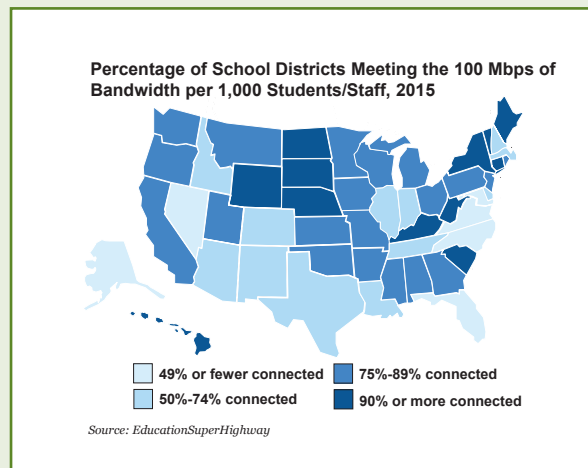 Percentage of School Districts Meeting the 100 Mbps of
Bandwidth per 1,000 Students/Staff, 2015
49% or fewer connected
75%-89% connected
50%-74% connected
90% or more connected
Source: EducationSuperHighway